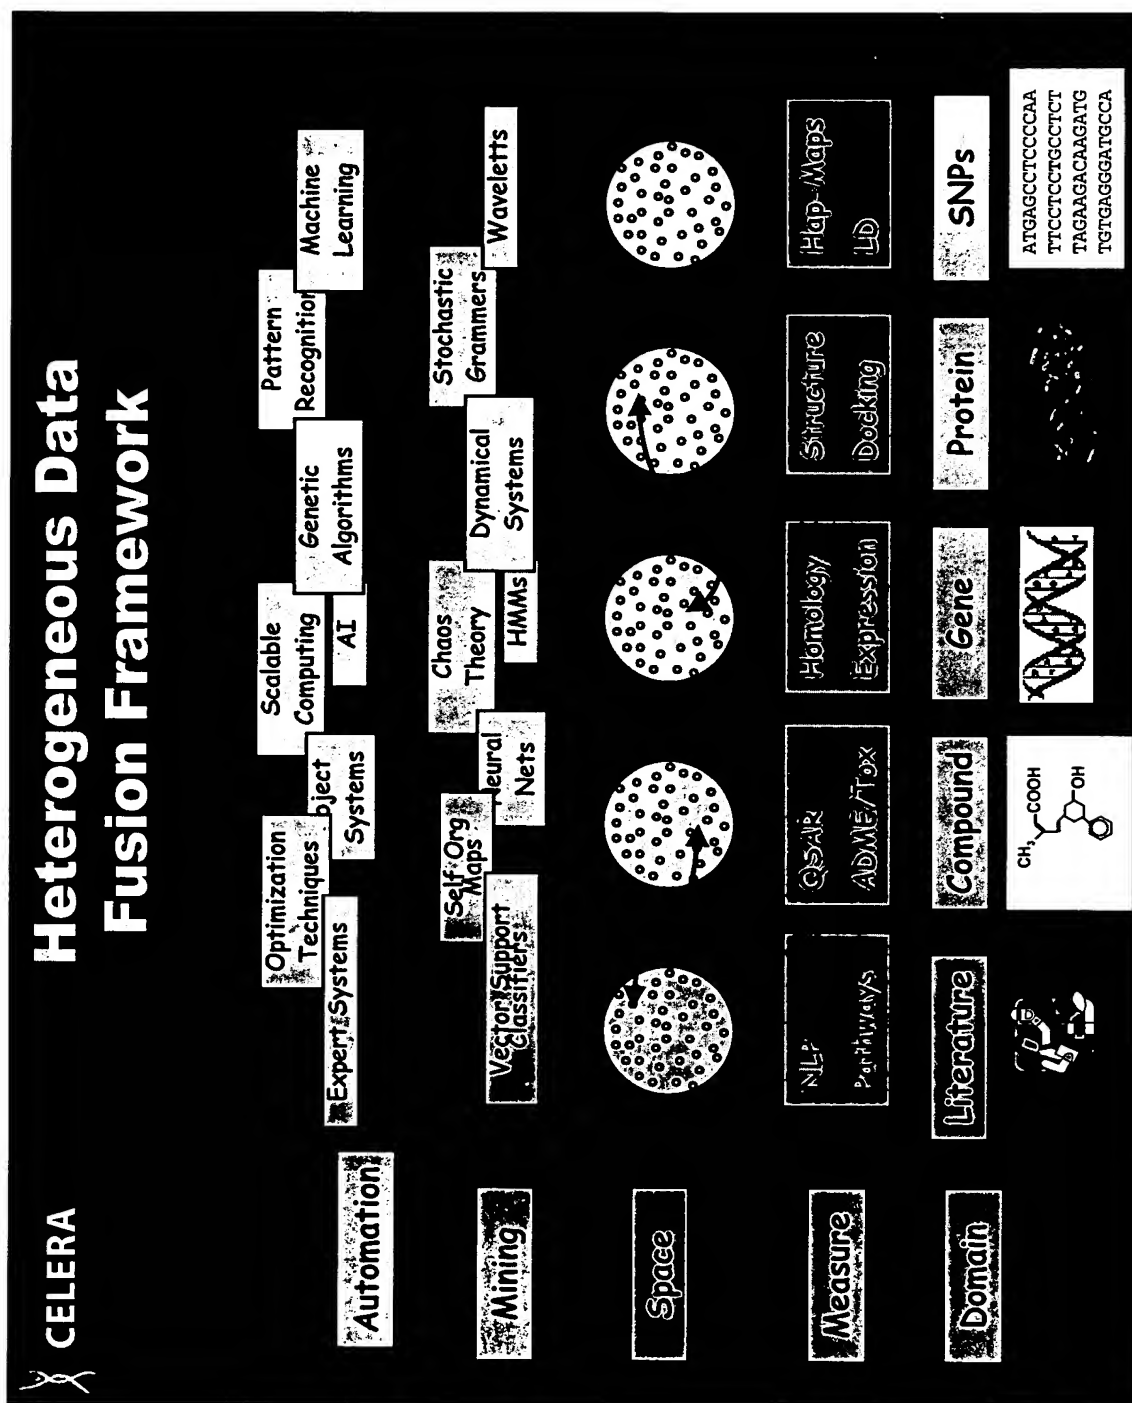 CELERA
Heterogeneous Data
Fusion Framework
Automation
Expert Systems
Optimization
Techniques
bject
Systems
Scalable
Computing
AI
Genetic
Algorithms
Pattern
Recognition
Machine
Learning
Mining
Vector Support
Classifiers
Self Org
Maps
Neural
Nets
Chaos
Theory
HMMs
Dynamical
Systems
Stochastic
Grammers
Waveletts
Space
Measure
NLP
Pathways
QSAR
ADME/Tox
Homology
Expression
Structure
Docking
Hap-Maps
LD
Domain
Literature
Compound
Gene
Protein
SNPs
CH3
COOH
OH
ATGAGCCTCCCCAA
TTCCTCCTGCCTCT
TAGAAGACAAGATG
TGTGAGGGATGCCA